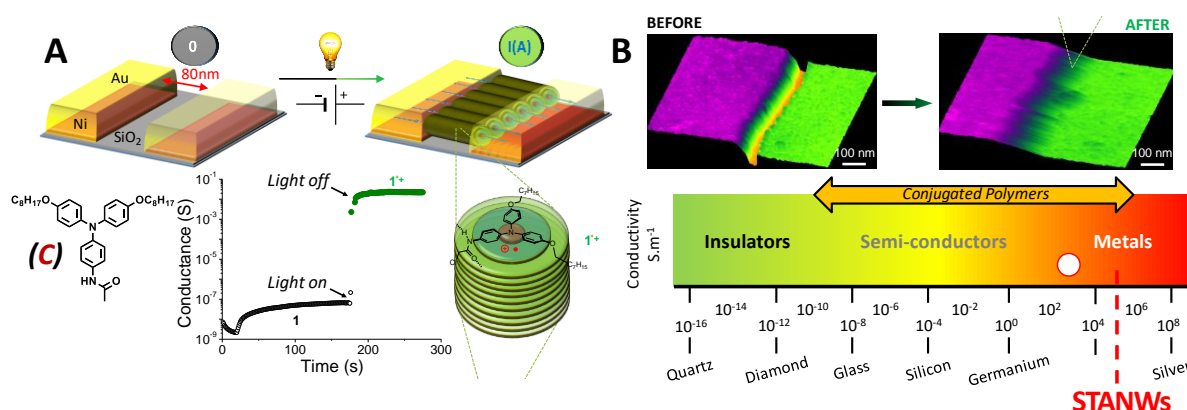 A
0
80nm
Au
Ni
SiO2
− +
I(A)
C8H17O
OC8H17
N
NH
O
(C)
Conductance (S)
10-1
10-3
10-5
10-7
10-9
Light off
1•+
Light on
1
0 100 200 300
Time (s)
C7H15
O
N
H
N
O
O
C7H15
1•+
B
BEFORE
AFTER
100 nm
100 nm
Conjugated Polymers
Conductivity
S.m-1
Insulators
Semi-conductors
Metals
10-14 10-10 10-6 10-2 102 106
10-16 10-12 10-8 10-4 100 104 108
Quartz Diamond Glass Silicon Germanium Silver
STANWs